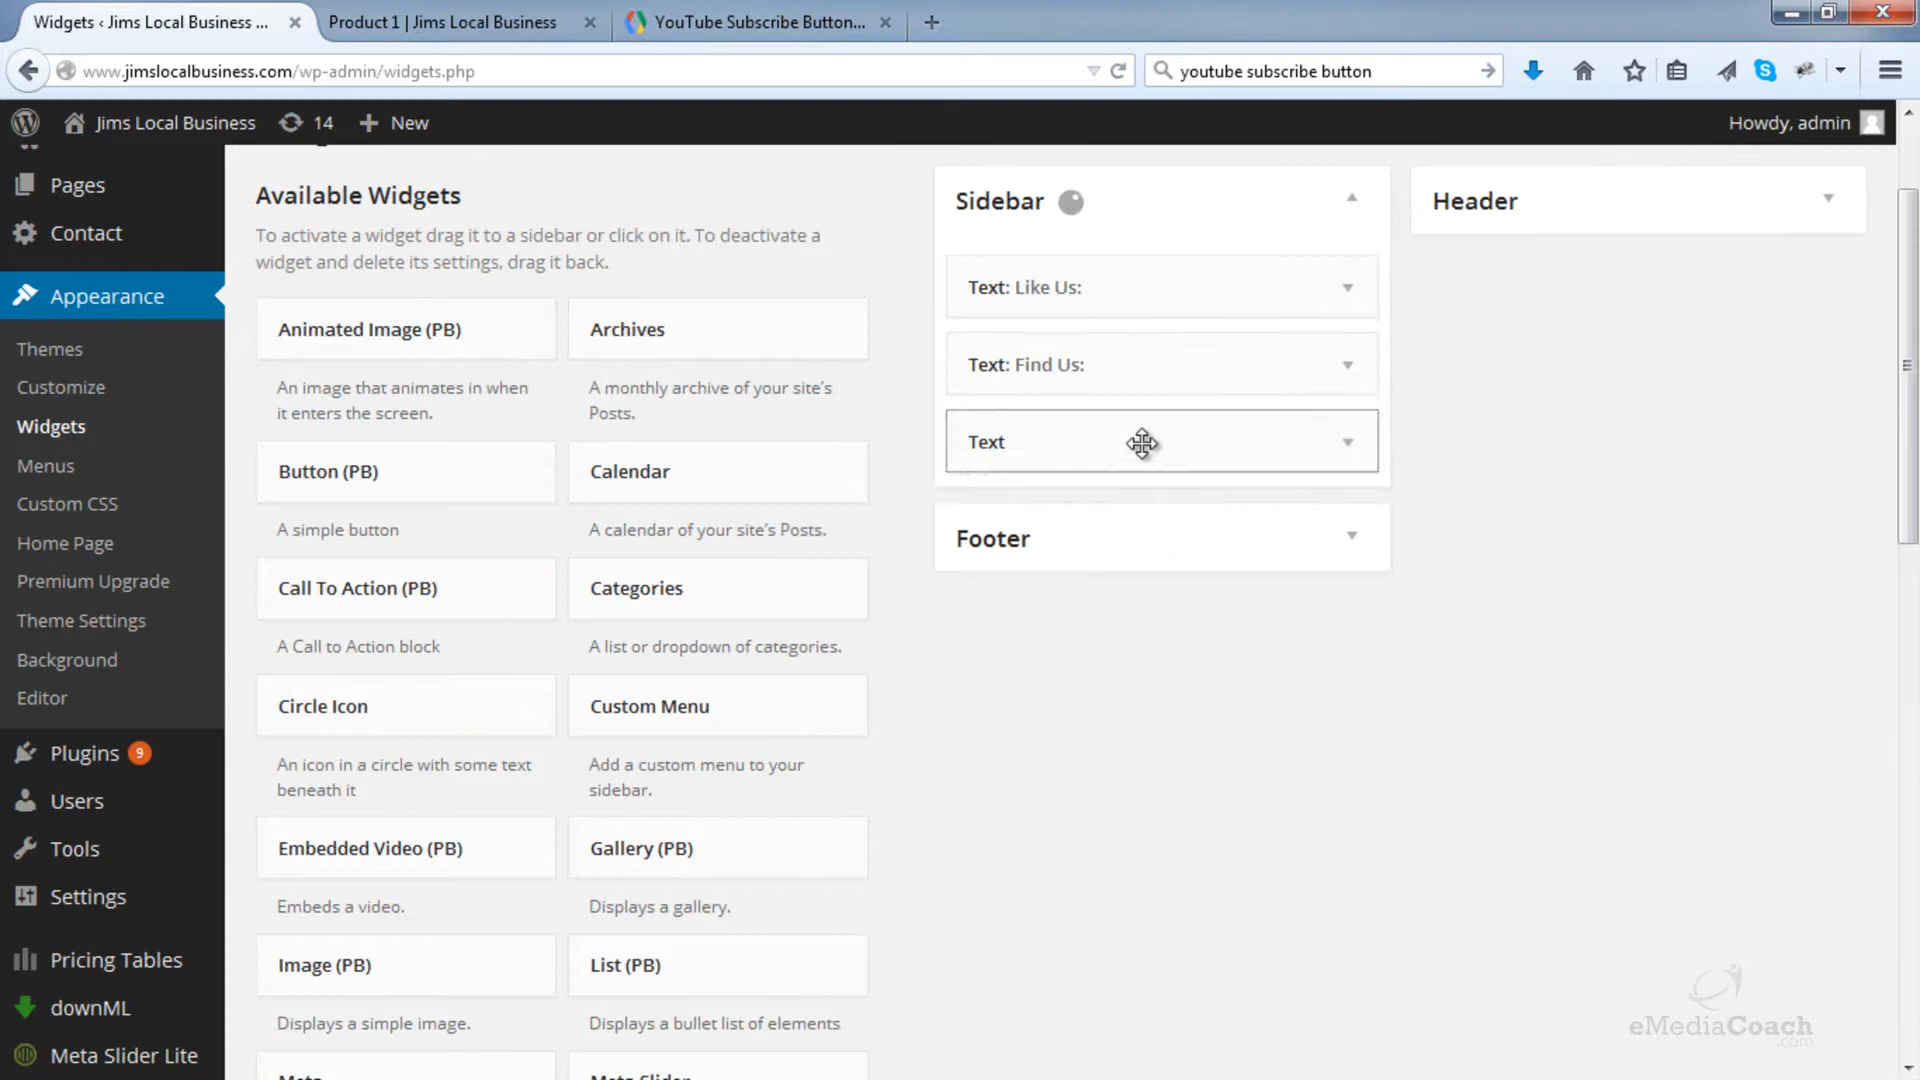 Widgets ‹ Jims Local Business ...
Product 1 | Jims Local Business
YouTube Subscribe Button...
www.jimslocalbusiness.com/wp-admin/widgets.php
youtube subscribe button
Jims Local Business
14
New
Howdy, admin
Pages
Contact
Appearance
Themes
Customize
Widgets
Menus
Custom CSS
Home Page
Premium Upgrade
Theme Settings
Background
Editor
Plugins 9
Users
Tools
Settings
Pricing Tables
downML
Meta Slider Lite
Available Widgets
To activate a widget drag it to a sidebar or click on it. To deactivate a
widget and delete its settings, drag it back.
Animated Image (PB)
An image that animates in when
it enters the screen.
Archives
A monthly archive of your site's
Posts.
Button (PB)
A simple button
Calendar
A calendar of your site's Posts.
Call To Action (PB)
A Call to Action block
Categories
A list or dropdown of categories.
Circle Icon
An icon in a circle with some text
beneath it
Custom Menu
Add a custom menu to your
sidebar.
Embedded Video (PB)
Embeds a video.
Gallery (PB)
Displays a gallery.
Image (PB)
Displays a simple image.
List (PB)
Displays a bullet list of elements
Meta
Meta Slider
Sidebar
Text: Like Us:
Text: Find Us:
Text
Footer
Header
eMediaCoach
.com